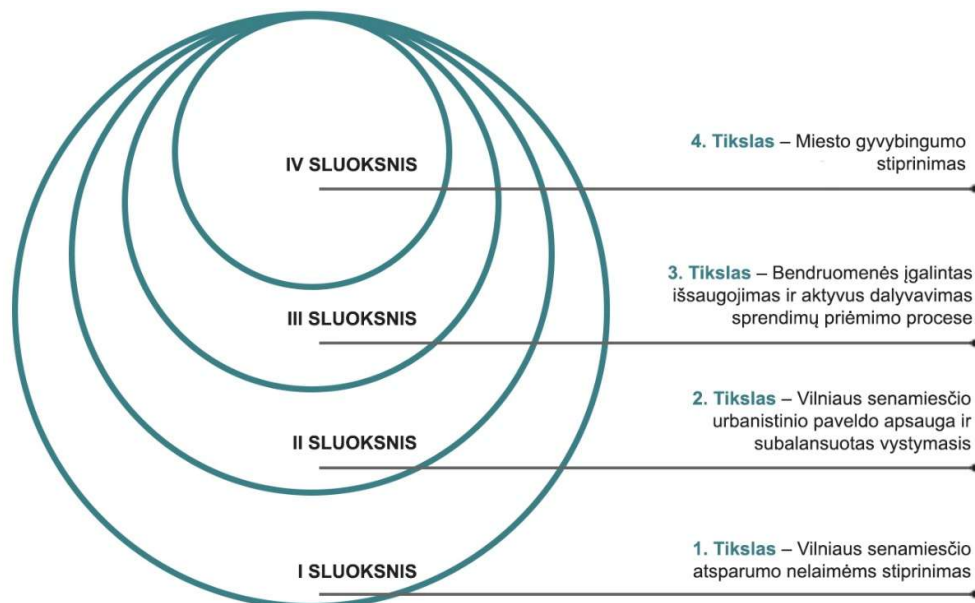 IV SLUOKSNIS
4. Tikslas – Miesto gyvybingumo
stiprinimas
III SLUOKSNIS
3. Tikslas – Bendruomenės įgalintas
išsaugojimas ir aktyvus dalyvavimas
sprendimų priėmimo procese
II SLUOKSNIS
2. Tikslas – Vilniaus senamiesčio
urbanistinio paveldo apsauga ir
subalansuotas vystymasis
I SLUOKSNIS
1. Tikslas – Vilniaus senamiesčio
atsparumo nelaimėms stiprinimas